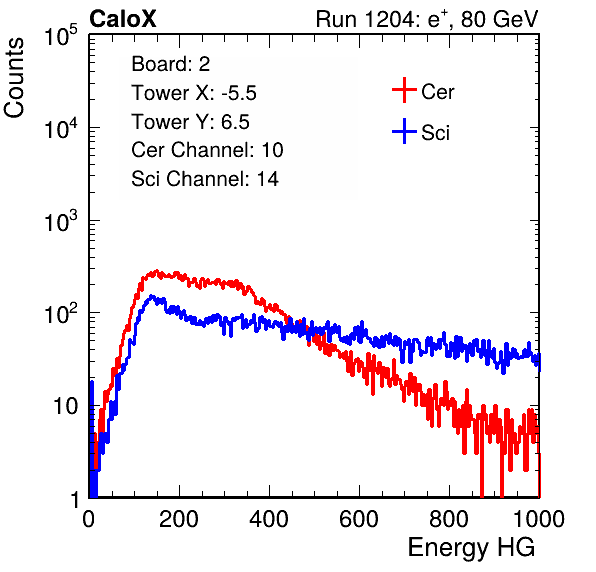 CaloX Run 1204: e⁺, 80 GeV
Counts
Board: 2
Tower X: -5.5
Tower Y: 6.5
Cer Channel: 10
Sci Channel: 14
Cer
Sci
10⁵
10⁴
10³
10²
10
1
0 200 400 600 800 1000
Energy HG